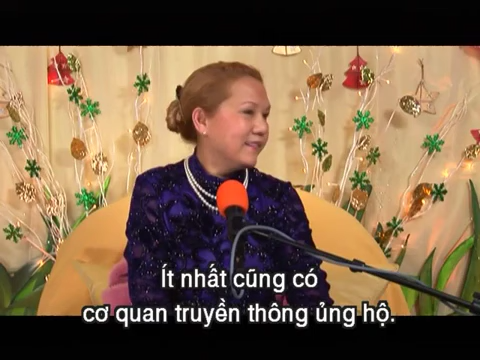 Ít nhất cũng có
cơ quan truyền thông ủng hộ.